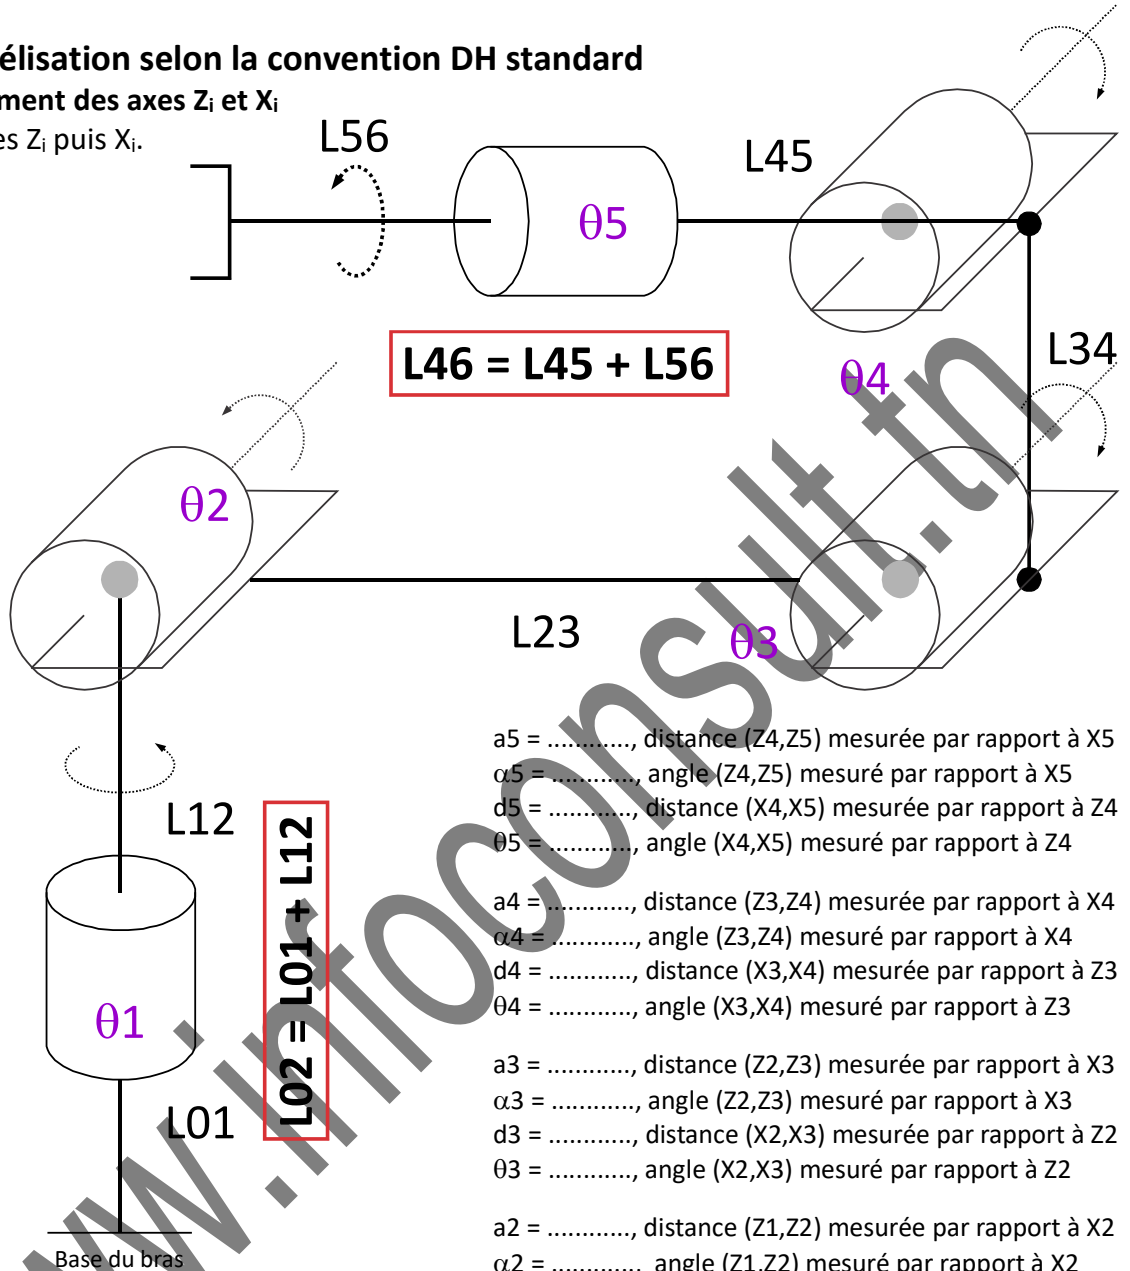 élisation selon la convention DH standard
ment des axes Zi et Xi
es Zi puis Xi.
L56
L45
θ5
L46 = L45 + L56
L34
θ4
θ2
L23
θ3
L12
L02 = L01 + L12
θ1
L01
Base du bras
a5 = ............, distance (Z4,Z5) mesurée par rapport à X5
α5 = ............, angle (Z4,Z5) mesuré par rapport à X5
d5 = ............, distance (X4,X5) mesurée par rapport à Z4
θ5 = ............, angle (X4,X5) mesuré par rapport à Z4
a4 = ............, distance (Z3,Z4) mesurée par rapport à X4
α4 = ............, angle (Z3,Z4) mesuré par rapport à X4
d4 = ............, distance (X3,X4) mesurée par rapport à Z3
θ4 = ............, angle (X3,X4) mesuré par rapport à Z3
a3 = ............, distance (Z2,Z3) mesurée par rapport à X3
α3 = ............, angle (Z2,Z3) mesuré par rapport à X3
d3 = ............, distance (X2,X3) mesurée par rapport à Z2
θ3 = ............, angle (X2,X3) mesuré par rapport à Z2
a2 = ............, distance (Z1,Z2) mesurée par rapport à X2
α2 = ............, angle (Z1,Z2) mesuré par rapport à X2
w.infoconsult.tn